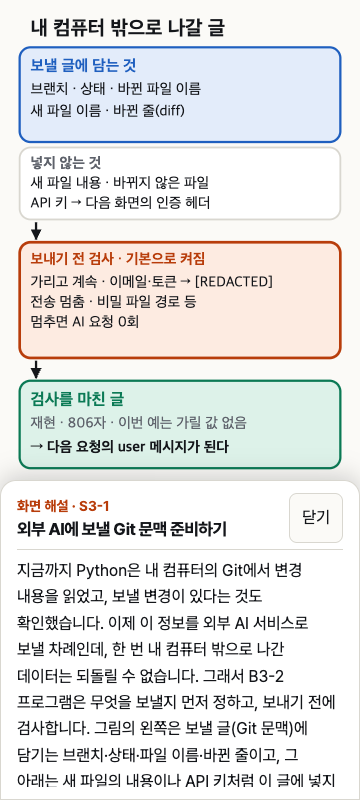 내 컴퓨터 밖으로 나갈 글
보낼 글에 담는 것
브랜치 · 상태 · 바뀐 파일 이름
새 파일 이름 · 바뀐 줄(diff)
넣지 않는 것
새 파일 내용 · 바뀌지 않은 파일
API 키 → 다음 화면의 인증 헤더
보내기 전 검사 · 기본으로 켜짐
가리고 계속 · 이메일·토큰 → [REDACTED]
전송 멈춤 · 비밀 파일 경로 등
멈추면 AI 요청 0회
검사를 마친 글
재현 · 806자 · 이번 예는 가릴 값 없음
→ 다음 요청의 user 메시지가 된다
화면 해설 · S3-1
외부 AI에 보낼 Git 문맥 준비하기
닫기
지금까지 Python은 내 컴퓨터의 Git에서 변경
내용을 읽었고, 보낼 변경이 있다는 것도
확인했습니다. 이제 이 정보를 외부 AI 서비스로
보낼 차례인데, 한 번 내 컴퓨터 밖으로 나간
데이터는 되돌릴 수 없습니다. 그래서 B3-2
프로그램은 무엇을 보낼지 먼저 정하고, 보내기 전에
검사합니다. 그림의 왼쪽은 보낼 글(Git 문맥)에
담기는 브랜치·상태·파일 이름·바뀐 줄이고, 그
아래는 새 파일의 내용이나 API 키처럼 이 글에 넣지